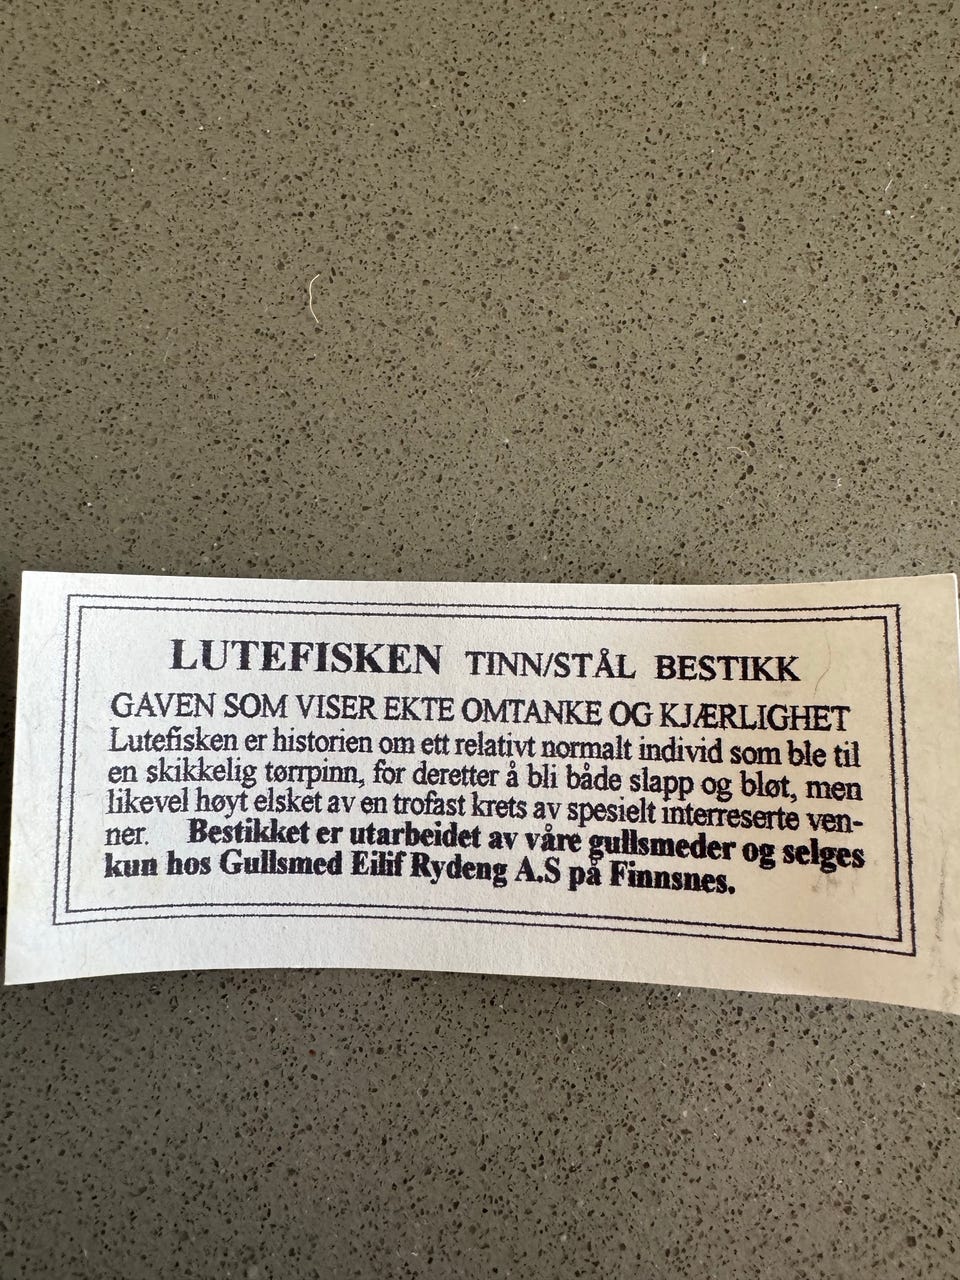 LUTEFISKEN TINN/STÅL BESTIKK
GAVEN SOM VISER EKTE OMTANKE OG KJÆRLIGHET
Lutefisken er historien om ett relativt normalt individ som ble til
en skikkelig tørrpinn, for deretter å bli både slapp og bløt, men
likevel høyt elsket av en trofast krets av spesielt interreserte ven-
ner. Bestikket er utarbeidet av våre gullsmeder og selges
kun hos Gullsmed Eilif Rydeng A.S på Finnsnes.